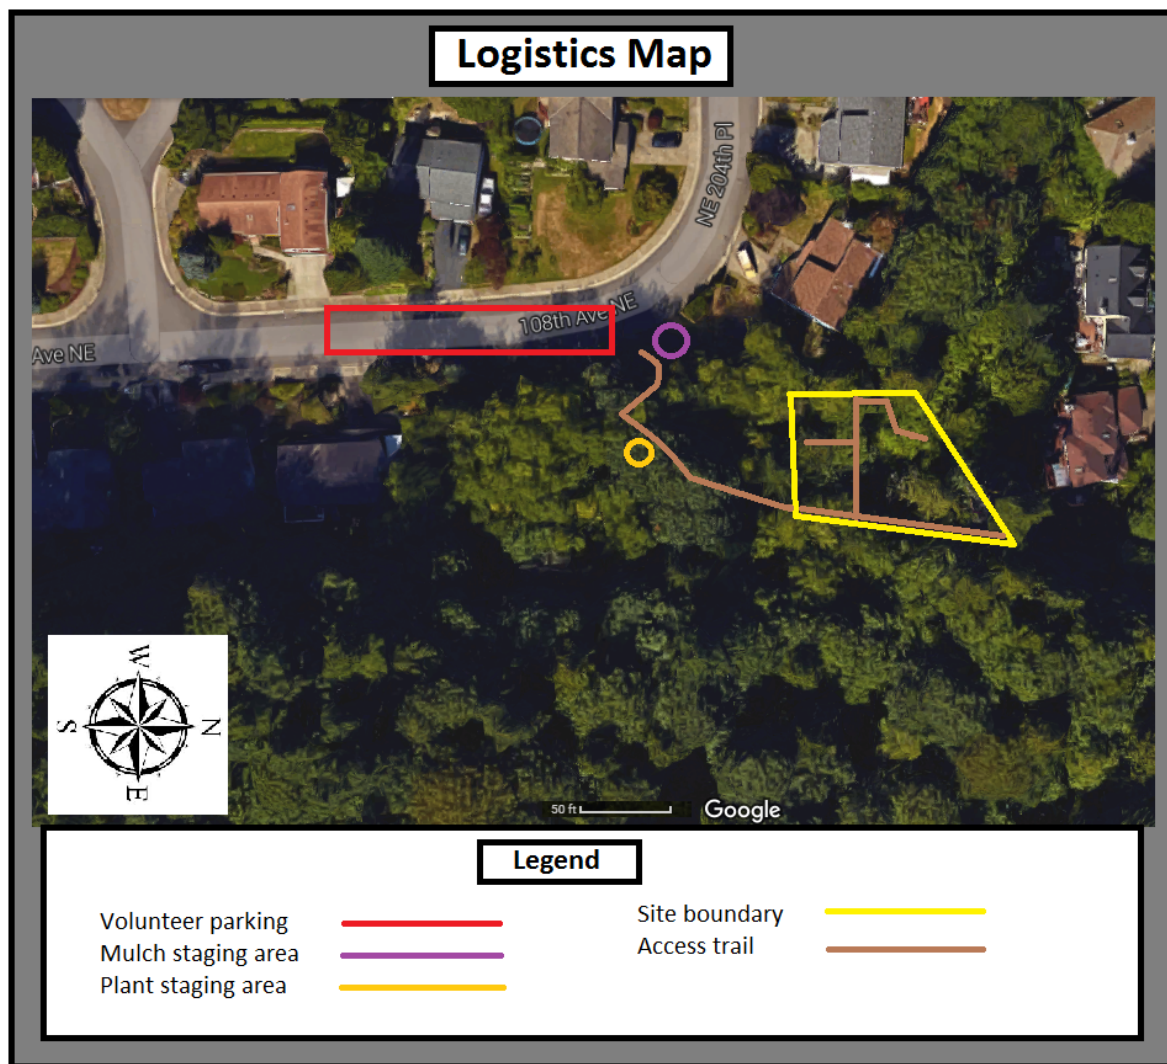 Logistics Map
NE 204th Pl
108th Ave NE
Ave NE
W
S
N
E
50 ft
Google
Legend
Volunteer parking
Mulch staging area
Plant staging area
Site boundary
Access trail